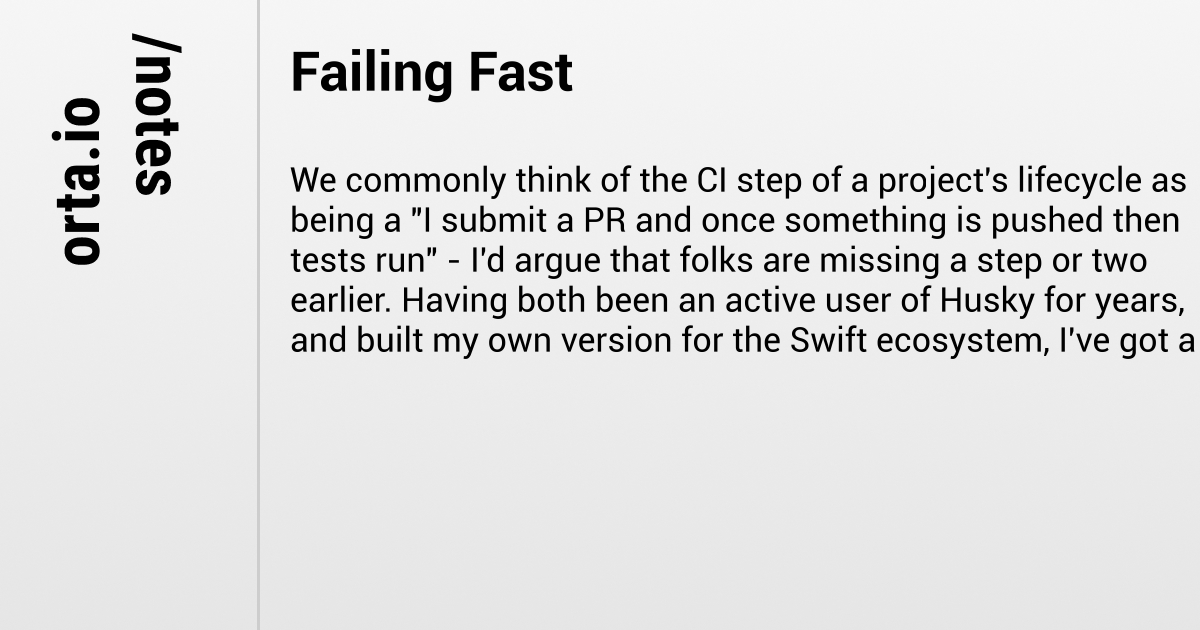 orta.io
/notes
Failing Fast
We commonly think of the CI step of a project's lifecycle as
being a "I submit a PR and once something is pushed then
tests run" - I'd argue that folks are missing a step or two
earlier. Having both been an active user of Husky for years,
and built my own version for the Swift ecosystem, I've got a